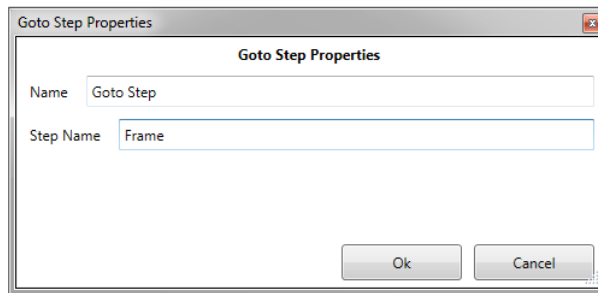 Goto Step Properties
Goto Step Properties
Name Goto Step
Step Name Frame
Ok Cancel